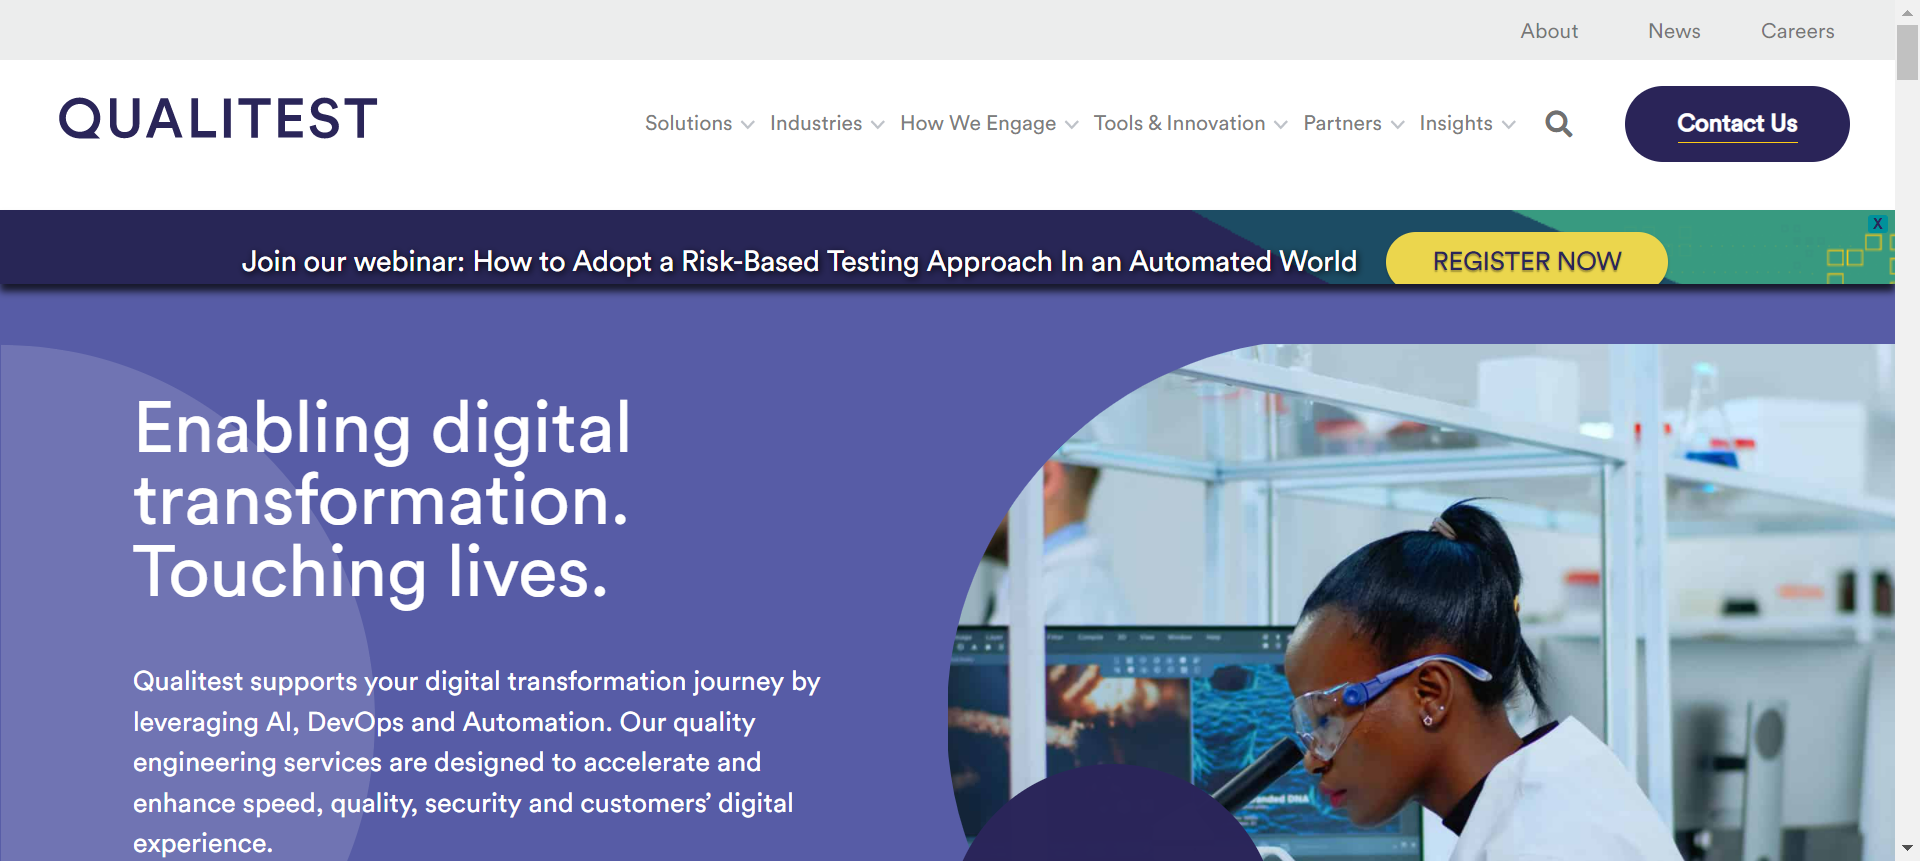 About News Careers
QUALITEST
Solutions Industries How We Engage Tools & Innovation Partners Insights
Contact Us
X
Join our webinar: How to Adopt a Risk-Based Testing Approach In an Automated World REGISTER NOW
Enabling digital
transformation.
Touching lives.
Qualitest supports your digital transformation journey by
leveraging AI, DevOps and Automation. Our quality
engineering services are designed to accelerate and
enhance speed, quality, security and customers’ digital
experience.